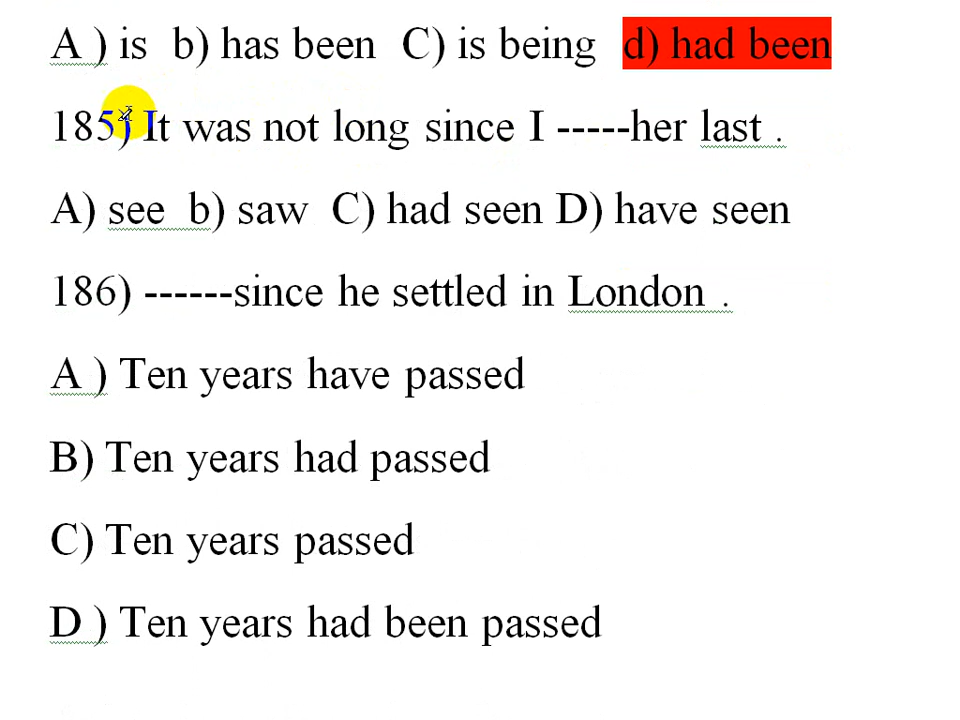 A ) is b) has been C) is being d) had been
185) It was not long since I -----her last .
A) see b) saw C) had seen D) have seen
186) ------since he settled in London .
A ) Ten years have passed
B) Ten years had passed
C) Ten years passed
D ) Ten years had been passed